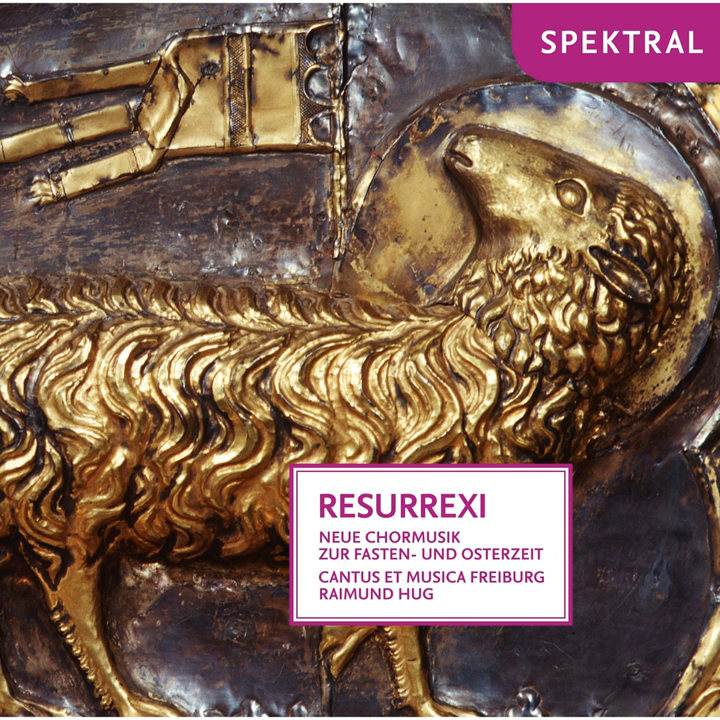 SPEKTRAL
RESURREXI
NEUE CHORMUSIK
ZUR FASTEN- UND OSTERZEIT
CANTUS ET MUSICA FREIBURG
RAIMUND HUG